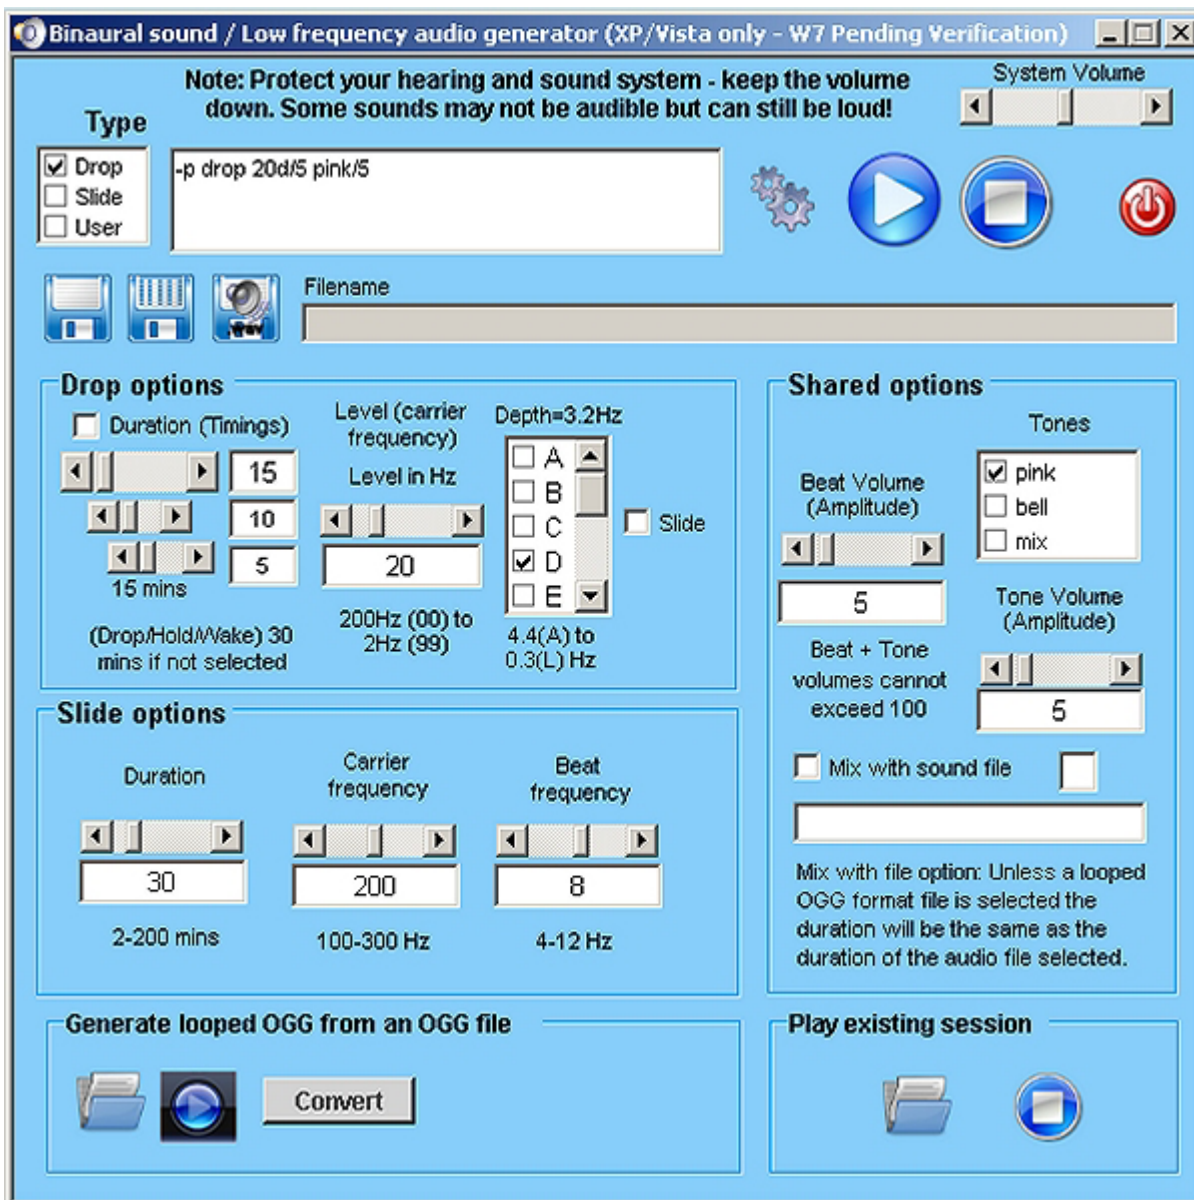 Binaural sound / Low frequency audio generator (XP/Vista only - W7 Pending Verification)
Note: Protect your hearing and sound system - keep the volume
down. Some sounds may not be audible but can still be loud!
System Volume
Type
Drop
Slide
User
-p drop 20d/5 pink/5
.wav
Filename
Drop options
Duration (Timings)
15
10
5
15 mins
(Drop/Hold/Wake) 30
mins if not selected
Level (carrier
frequency)
Level in Hz
20
200Hz (00) to
2Hz (99)
Depth=3.2Hz
A
B
C
D
E
4.4(A) to
0.3(L) Hz
Slide
Shared options
Tones
pink
bell
mix
Beat Volume
(Amplitude)
5
Beat + Tone
volumes cannot
exceed 100
Tone Volume
(Amplitude)
5
Mix with sound file
Mix with file option: Unless a looped
OGG format file is selected the
duration will be the same as the
duration of the audio file selected.
Slide options
Duration
30
2-200 mins
Carrier
frequency
200
100-300 Hz
Beat
frequency
8
4-12 Hz
Generate looped OGG from an OGG file
Convert
Play existing session